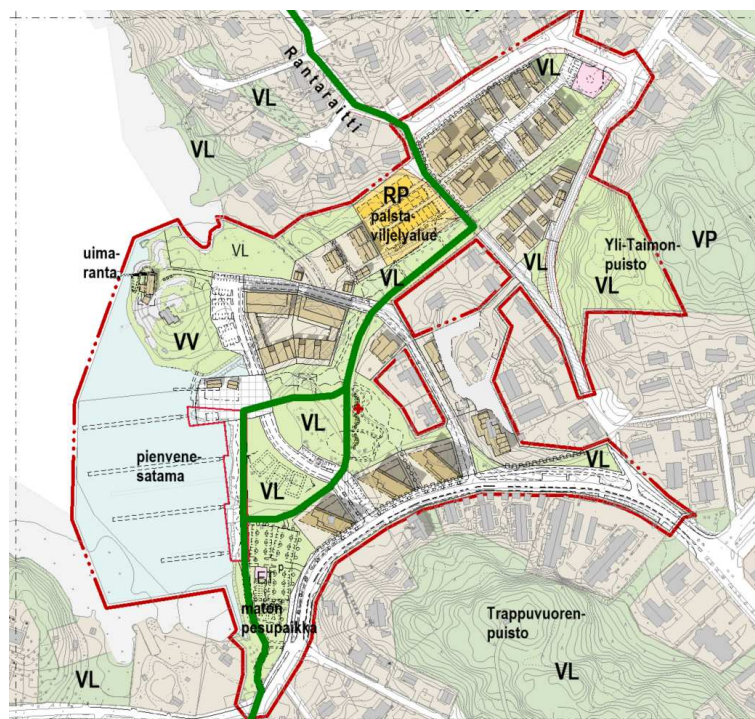 Rantaraitti
VL
VL
VL
RP
palsta-
viljelyalue
uima-
ranta
VL
VL
VL
Yli-Taimon-
puisto
VL
VP
VV
VL
pienvene-
satama
VL
VL
ET
P
maton
pesupaikka
Trappuvuoren-
puisto
VL
VL